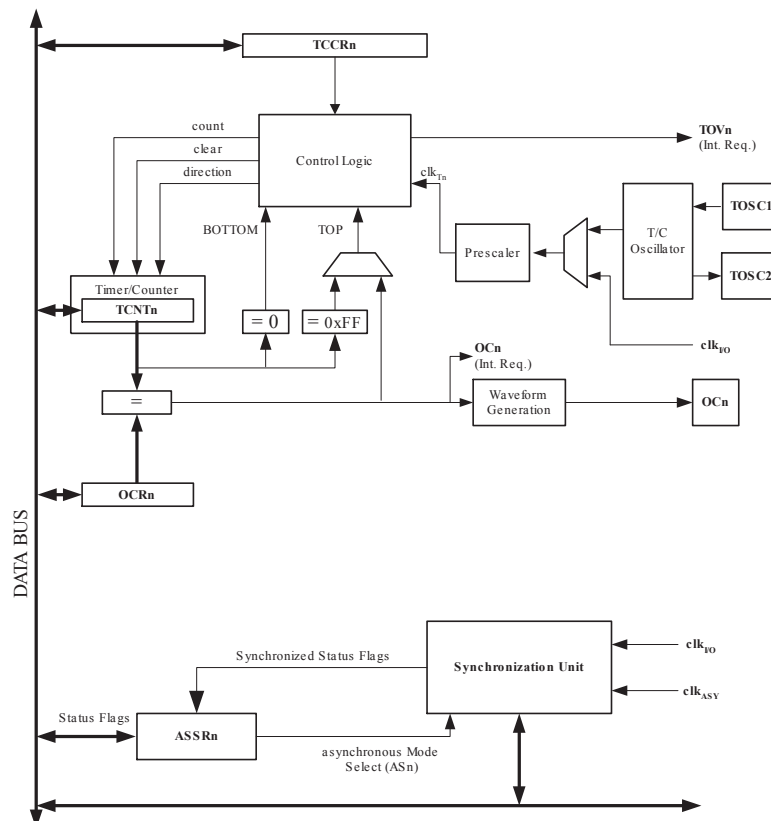 TCCRn
count
clear
direction
Control Logic
TOVn
(Int. Req.)
clkTn
BOTTOM
TOP
Prescaler
T/C
Oscillator
TOSC1
TOSC2
clkI/O
Timer/Counter
TCNTn
= 0
= 0xFF
OCn
(Int. Req.)
=
Waveform
Generation
OCn
OCRn
DATA BUS
Synchronized Status Flags
Synchronization Unit
clkI/O
clkASY
Status Flags
ASSRn
asynchronous Mode
Select (ASn)